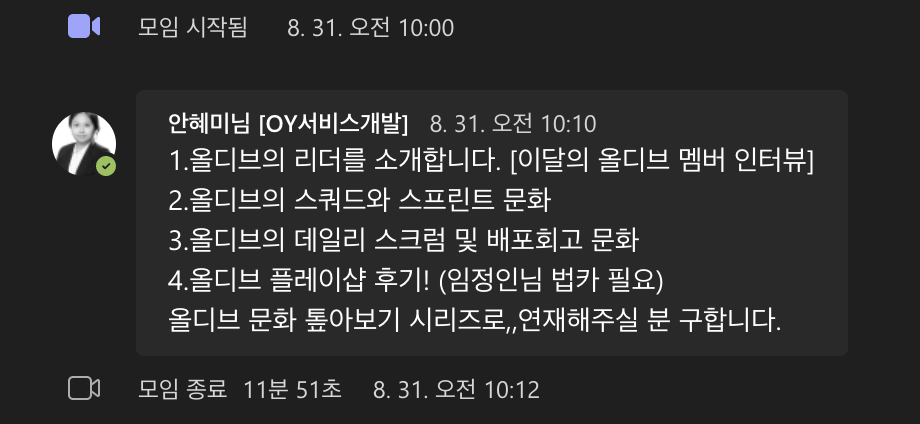 모임 시작됨 8. 31. 오전 10:00
안혜미님 [OY서비스개발] 8. 31. 오전 10:10
1.올디브의 리더를 소개합니다. [이달의 올디브 멤버 인터뷰]
2.올디브의 스쿼드와 스프린트 문화
3.올디브의 데일리 스크럼 및 배포회고 문화
4.올디브 플레이샵 후기! (임정인님 법카 필요)
올디브 문화 톺아보기 시리즈로,,연재해주실 분 구합니다.
모임 종료 11분 51초 8. 31. 오전 10:12